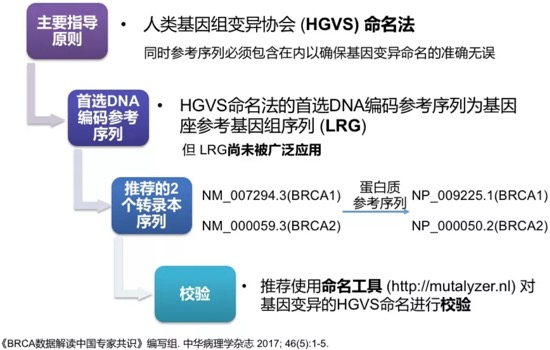 主要指导
原则
• 人类基因组变异协会 (HGVS) 命名法
同时参考序列必须包含在内以确保基因变异命名的准确无误
首选DNA
编码参考
序列
• HGVS命名法的首选DNA编码参考序列为基因
座参考基因组序列 (LRG)
但 LRG尚未被广泛应用
推荐的2
个转录本
序列
NM_007294.3(BRCA1)
NM_000059.3(BRCA2)
蛋白质
参考序列
NP_009225.1(BRCA1)
NP_000050.2(BRCA2)
校验
• 推荐使用命名工具 (http://mutalyzer.nl) 对
基因变异的HGVS命名进行校验
《BRCA数据解读中国专家共识》编写组. 中华病理学杂志 2017; 46(5):1-5.